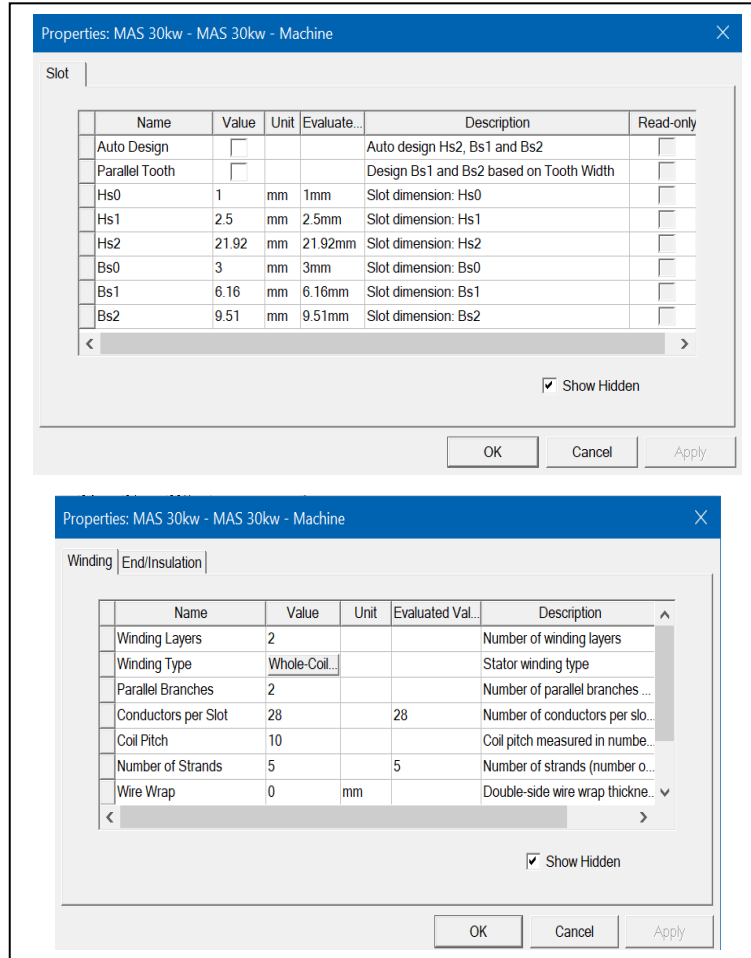 Properties: MAS 30kw - MAS 30kw - Machine
Slot
Name Value Unit Evaluate... Description Read-only
Auto Design Auto design Hs2, Bs1 and Bs2
Parallel Tooth Design Bs1 and Bs2 based on Tooth Width
Hs0 1 mm 1mm Slot dimension: Hs0
Hs1 2.5 mm 2.5mm Slot dimension: Hs1
Hs2 21.92 mm 21.92mm Slot dimension: Hs2
Bs0 3 mm 3mm Slot dimension: Bs0
Bs1 6.16 mm 6.16mm Slot dimension: Bs1
Bs2 9.51 mm 9.51mm Slot dimension: Bs2
Show Hidden
OK Cancel Apply
Properties: MAS 30kw - MAS 30kw - Machine
Winding End/Insulation
Name Value Unit Evaluated Val... Description
Winding Layers 2 Number of winding layers
Winding Type Whole-Coil... Stator winding type
Parallel Branches 2 Number of parallel branches ...
Conductors per Slot 28 28 Number of conductors per slo...
Coil Pitch 10 Coil pitch measured in numbe...
Number of Strands 5 5 Number of strands (number o...
Wire Wrap 0 mm Double-side wire wrap thickne...
Show Hidden
OK Cancel Apply